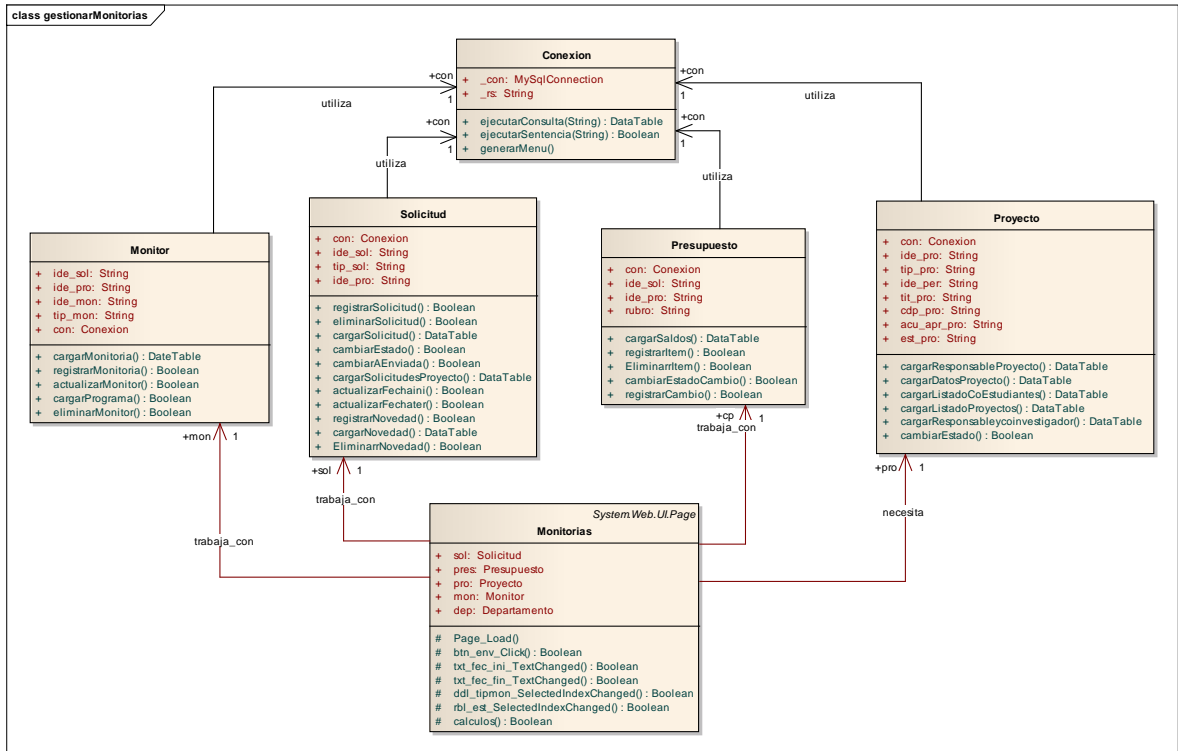 class gestionarMonitorias
Conexion
+ _con: MySqlConnection
+ _rs: String
+ ejecutarConsulta(String) : DataTable
+ ejecutarSentencia(String) : Boolean
+ generarMenu()
+con
1
utiliza
+con
1
utiliza
+con
1
utiliza
+con
1
utiliza
Monitor
+ ide_sol: String
+ ide_pro: String
+ ide_mon: String
+ tip_mon: String
+ con: Conexion
+ cargarMonitoria() : DateTable
+ registrarMonitoria() : Boolean
+ actualizarMonitor() : Boolean
+ cargarPrograma() : Boolean
+ eliminarMonitor() : Boolean
Solicitud
+ con: Conexion
+ ide_sol: String
+ tip_sol: String
+ ide_pro: String
+ registrarSolicitud() : Boolean
+ eliminarSolicitud() : Boolean
+ cargarSolicitud() : DataTable
+ cambiarEstado() : Boolean
+ cambiarAEnviada() : Boolean
+ cargarSolicitudesProyecto() : DataTable
+ actualizarFechaini() : Boolean
+ actualizarFechater() : Boolean
+ registrarNovedad() : Boolean
+ cargarNovedad() : DataTable
+ EliminarrNovedad() : Boolean
Presupuesto
+ con: Conexion
+ ide_sol: String
+ ide_pro: String
+ rubro: String
+ cargarSaldos() : DataTable
+ registrarItem() : Boolean
+ EliminarrItem() : Boolean
+ cambiarEstadoCambio() : Boolean
+ registrarCambio() : Boolean
Proyecto
+ con: Conexion
+ ide_pro: String
+ tip_pro: String
+ ide_per: String
+ tit_pro: String
+ cdp_pro: String
+ acu_apr_pro: String
+ est_pro: String
+ cargarResponsableProyecto() : DataTable
+ cargarDatosProyecto() : DataTable
+ cargarListadoCoEstudiantes() : DataTable
+ cargarListadoProyectos() : DataTable
+ cargarResponsableycoinvestigador() : DataTable
+ cambiarEstado() : Boolean
+mon 1
trabaja_con
+sol 1
trabaja_con
+cp 1
trabaja_con
+pro 1
necesita
System.Web.UI.Page
Monitorias
+ sol: Solicitud
+ pres: Presupuesto
+ pro: Proyecto
+ mon: Monitor
+ dep: Departamento
# Page_Load()
# btn_env_Click() : Boolean
# txt_fec_ini_TextChanged() : Boolean
# txt_fec_fin_TextChanged() : Boolean
# ddl_tipmon_SelectedIndexChanged() : Boolean
# rbl_est_SelectedIndexChanged() : Boolean
# calculos() : Boolean